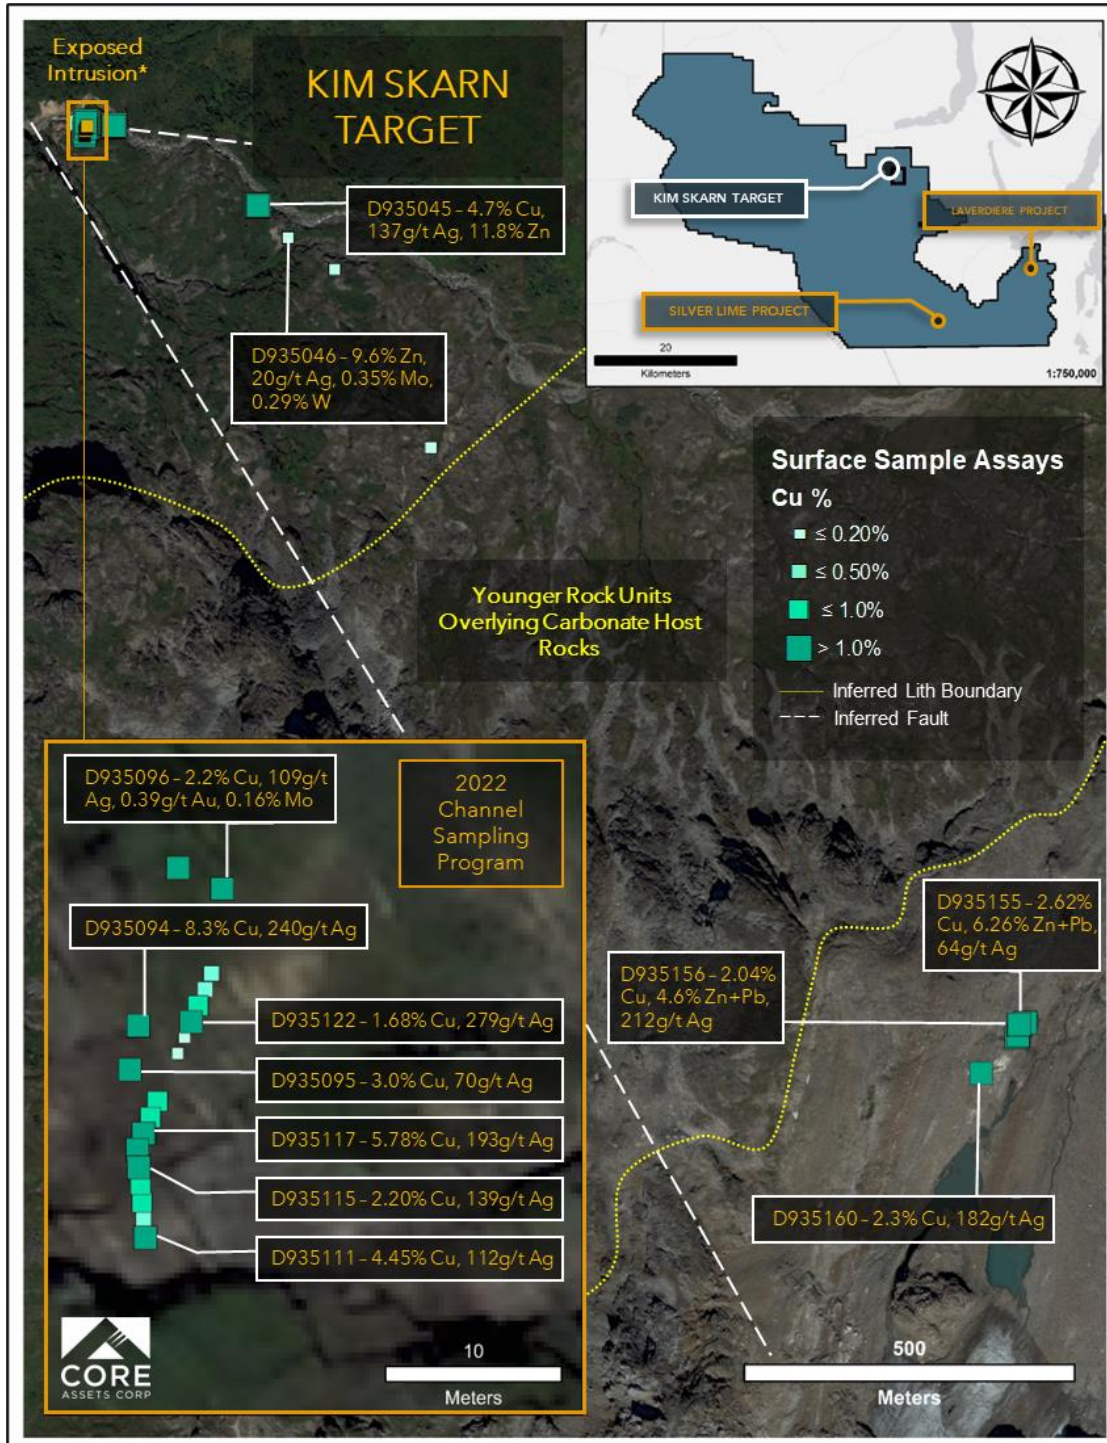 Exposed
Intrusion*
KIM SKARN
TARGET
D935045 – 4.7% Cu,
137g/t Ag, 11.8% Zn
D935046 – 9.6% Zn,
20g/t Ag, 0.35% Mo,
0.29% W
KIM SKARN TARGET
LAVERDIERE PROJECT
SILVER LIME PROJECT
20
Kilometers
1:750,000
Surface Sample Assays
Cu %
≤ 0.20%
≤ 0.50%
≤ 1.0%
> 1.0%
Inferred Lith Boundary
Inferred Fault
Younger Rock Units
Overlying Carbonate Host
Rocks
D935096 – 2.2% Cu, 109g/t
Ag, 0.39g/t Au, 0.16% Mo
2022
Channel
Sampling
Program
D935094 – 8.3% Cu, 240g/t Ag
D935122 – 1.68% Cu, 279g/t Ag
D935095 – 3.0% Cu, 70g/t Ag
D935117 – 5.78% Cu, 193g/t Ag
D935115 – 2.20% Cu, 139g/t Ag
D935111 – 4.45% Cu, 112g/t Ag
CORE
ASSETS CORP
10
Meters
D935155 – 2.62%
Cu, 6.26% Zn+Pb,
64g/t Ag
D935156 – 2.04%
Cu, 4.6% Zn+Pb,
212g/t Ag
D935160 – 2.3% Cu, 182g/t Ag
500
Meters